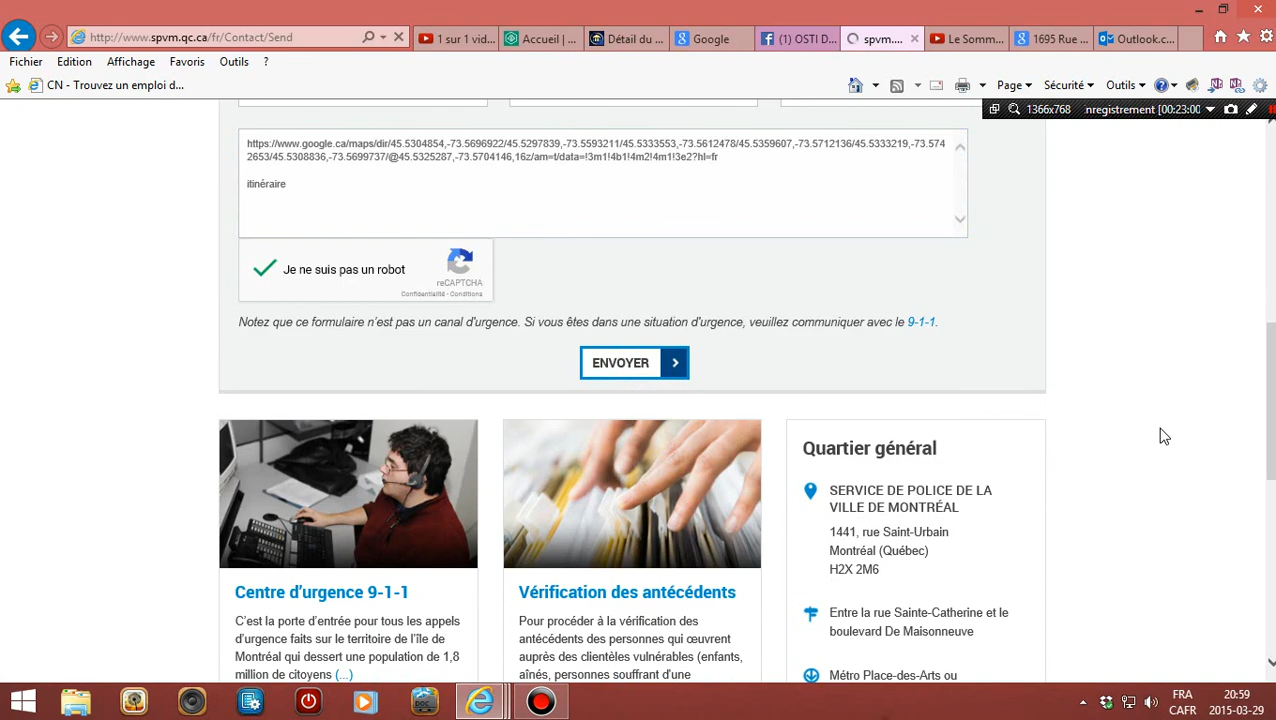 http://www.spvm.qc.ca/fr/Contact/Send
1 sur 1 vid...
Accueil | ...
Détail du ...
Google
(1) OSTI D...
spvm....
Le Somm...
1695 Rue ...
Outlook.c...
Fichier Edition Affichage Favoris Outils ?
CN - Trouvez un emploi d...
Page Sécurité Outils
1366x768 nregistrement [00:23:00]
https://www.google.ca/maps/dir/45.5304854,-73.5696922/45.5297839,-73.5593211/45.5333553,-73.5612478/45.5359607,-73.5712136/45.5333219,-73.574
2653/45.5308836,-73.5699737/@45.5325287,-73.5704146,16z/am=t/data=!3m1!4b1!4m2!4m1!3e2?hl=fr
itinéraire
Je ne suis pas un robot
reCAPTCHA
Confidentialité - Conditions
Notez que ce formulaire n'est pas un canal d'urgence. Si vous êtes dans une situation d'urgence, veuillez communiquer avec le 9-1-1.
ENVOYER
Centre d'urgence 9-1-1
C'est la porte d'entrée pour tous les appels
d'urgence faits sur le territoire de l'île de
Montréal qui dessert une population de 1,8
million de citoyens (...)
Vérification des antécédents
Pour procéder à la vérification des
antécédents des personnes qui œuvrent
auprès des clientèles vulnérables (enfants,
aînés, personnes souffrant d'une
Quartier général
SERVICE DE POLICE DE LA
VILLE DE MONTRÉAL
1441, rue Saint-Urbain
Montréal (Québec)
H2X 2M6
Entre la rue Sainte-Catherine et le
boulevard De Maisonneuve
Métro Place-des-Arts ou
DOC
FRA
CAFR
20:59
2015-03-29